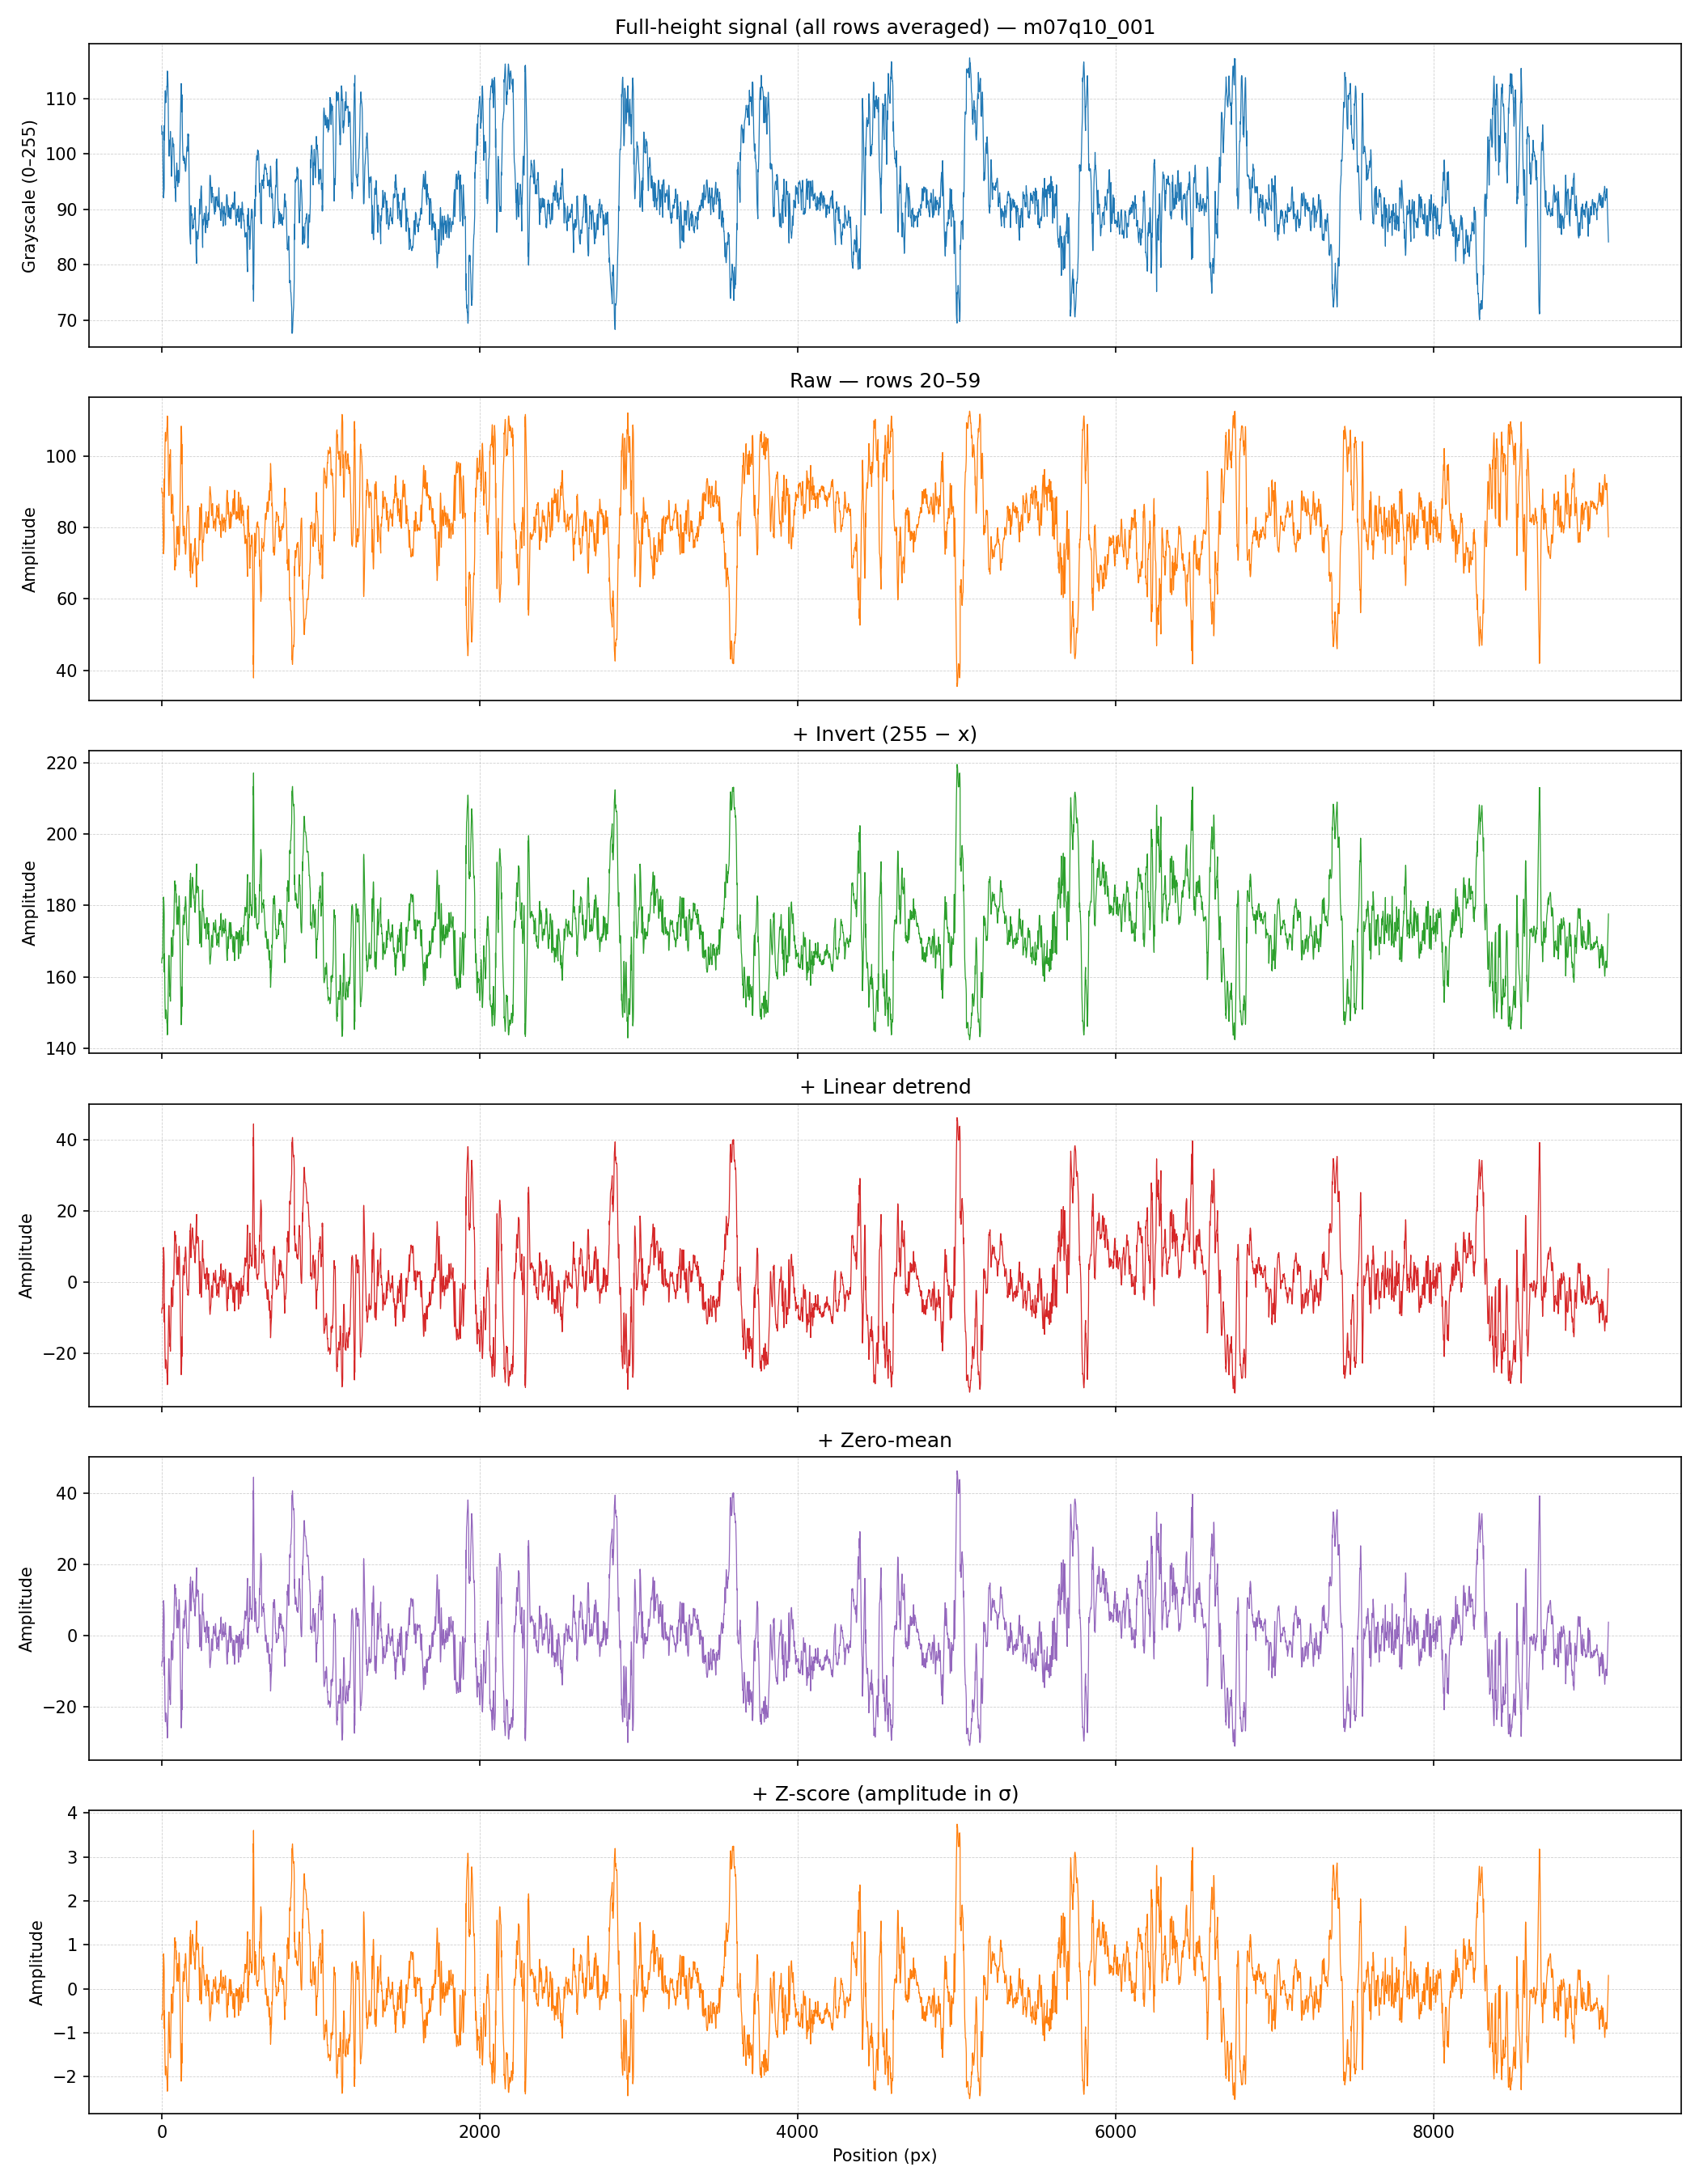 Full-height signal (all rows averaged) — m07q10_001
Grayscale (0–255)
110
100
90
80
70
Raw — rows 20–59
Amplitude
100
80
60
40
+ Invert (255 − x)
Amplitude
220
200
180
160
140
+ Linear detrend
Amplitude
40
20
0
−20
+ Zero-mean
Amplitude
40
20
0
−20
+ Z-score (amplitude in σ)
Amplitude
4
3
2
1
0
−1
−2
0 2000 4000 6000 8000
Position (px)